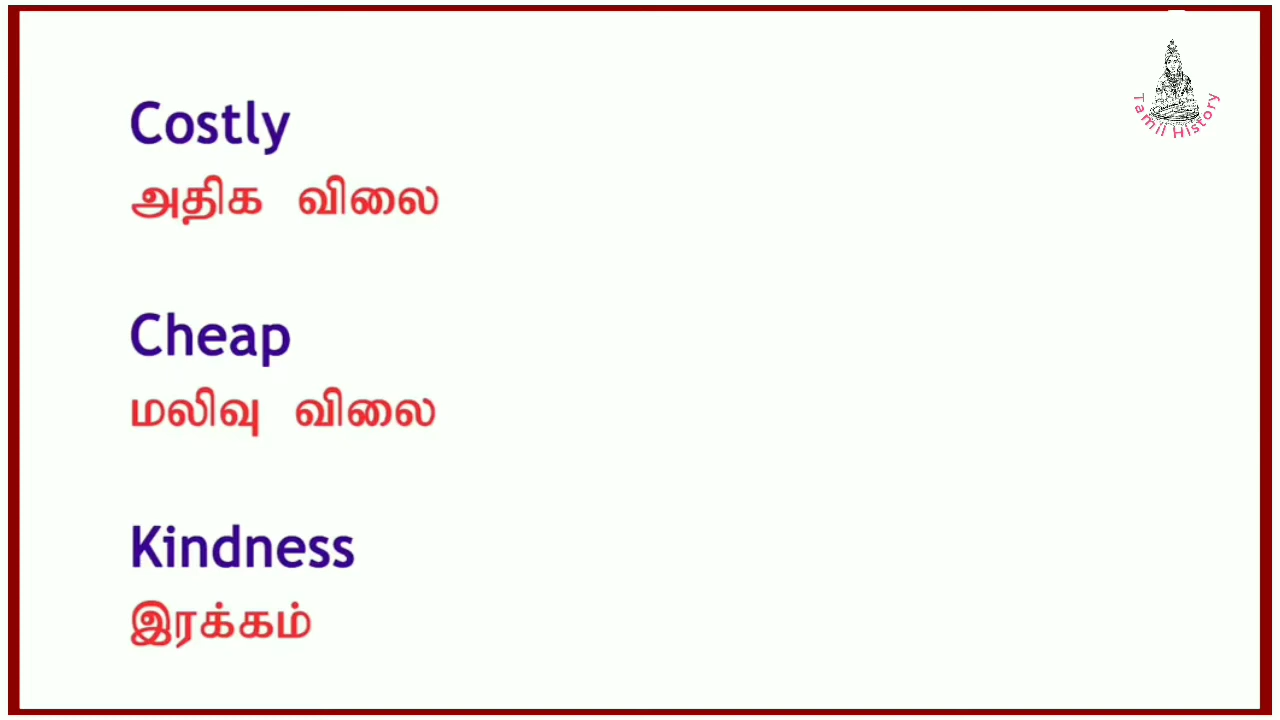 Tamil History
Costly
அதிக விலை
Cheap
மலிவு விலை
Kindness
இரக்கம்